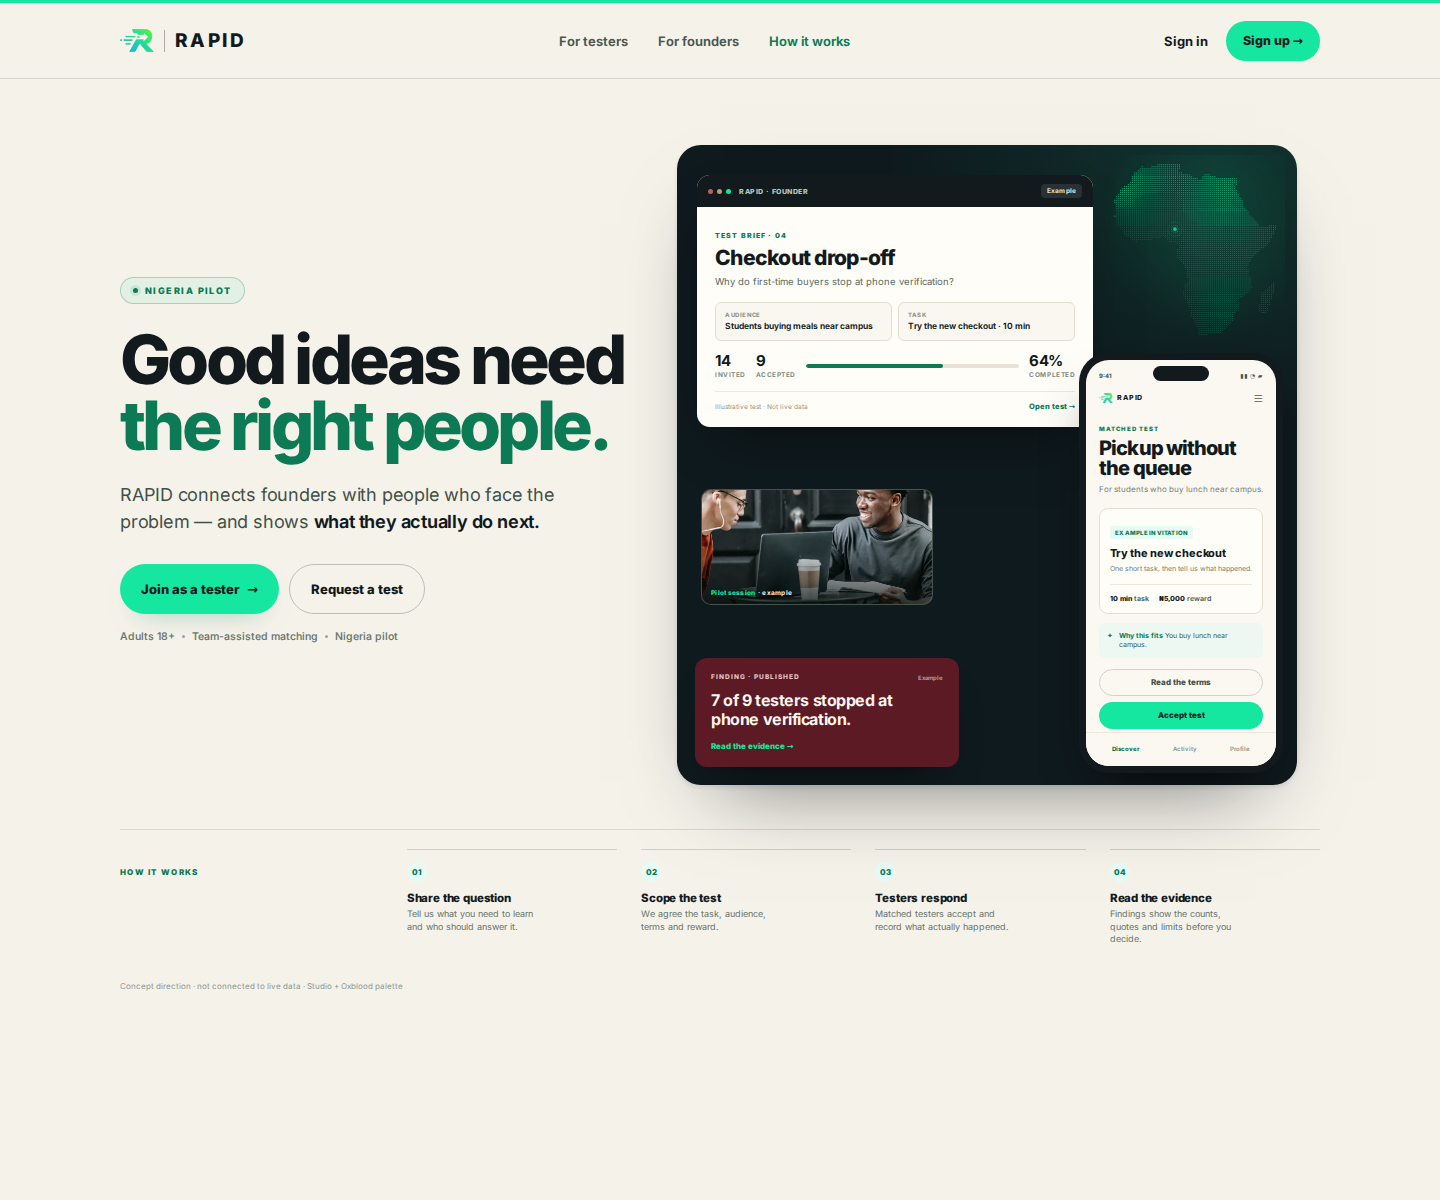 RAPID
For testers
For founders
How it works
Sign in
Sign up →
NIGERIA PILOT
Good ideas need
the right people.
RAPID connects founders with people who face the
problem — and shows what they actually do next.
Join as a tester →
Request a test
Adults 18+ • Team-assisted matching • Nigeria pilot
RAPID · FOUNDER
Example
TEST BRIEF · 04
Checkout drop-off
Why do first-time buyers stop at phone verification?
AUDIENCE
Students buying meals near campus
TASK
Try the new checkout · 10 min
14
INVITED
9
ACCEPTED
64%
COMPLETED
Illustrative test · Not live data
Open test →
Pilot session · example
FINDING · PUBLISHED
Example
7 of 9 testers stopped at
phone verification.
Read the evidence →
9:41
RAPID
MATCHED TEST
Pickup without
the queue
For students who buy lunch near campus.
EXAMPLE INVITATION
Try the new checkout
One short task, then tell us what happened.
10 min task
₦5,000 reward
Why this fits You buy lunch near
campus.
Read the terms
Accept test
Discover
Activity
Profile
HOW IT WORKS
01
Share the question
Tell us what you need to learn
and who should answer it.
02
Scope the test
We agree the task, audience,
terms and reward.
03
Testers respond
Matched testers accept and
record what actually happened.
04
Read the evidence
Findings show the counts,
quotes and limits before you
decide.
Concept direction · not connected to live data · Studio + Oxblood palette